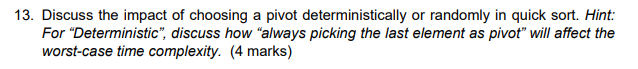 13. Discuss the impact of choosing a pivot deterministically or randomly in quick sort. Hint:
For “Deterministic”, discuss how “always picking the last element as pivot” will affect the
worst-case time complexity. (4 marks)